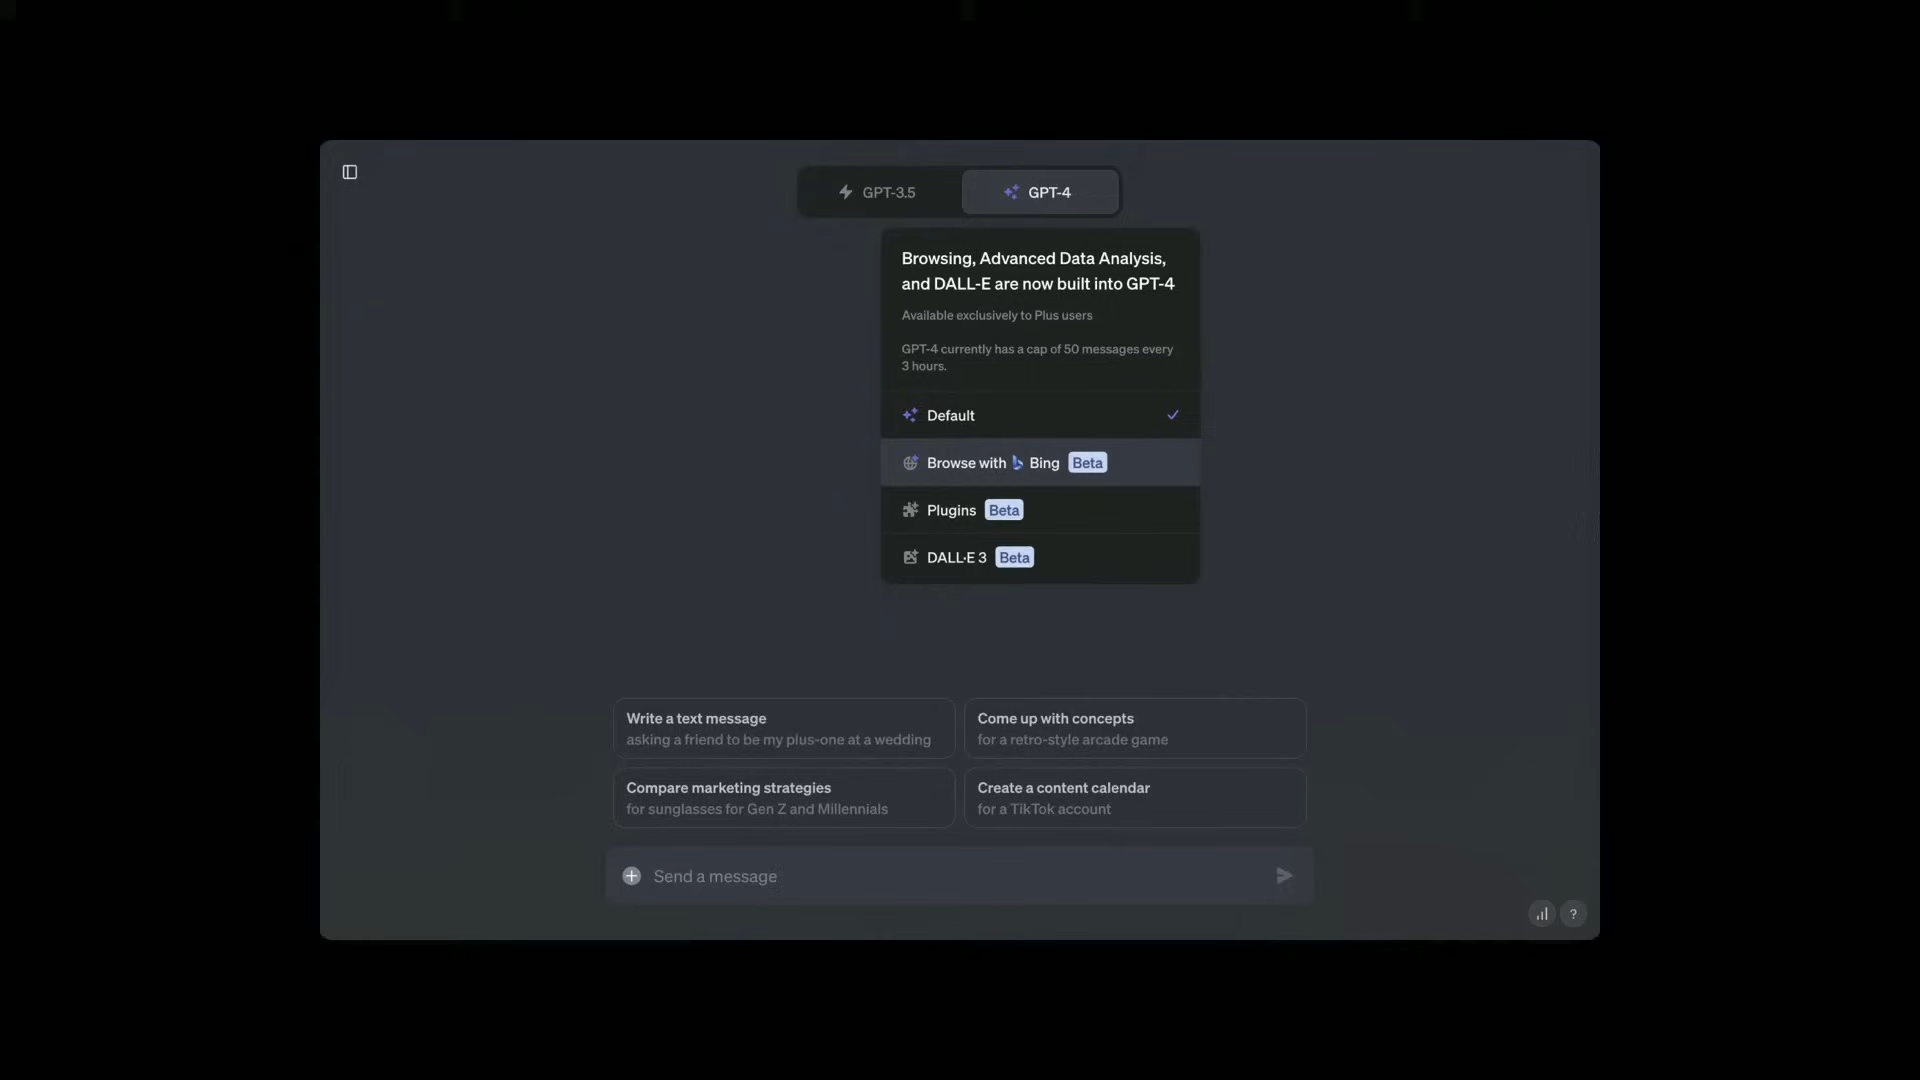 GPT-3.5
GPT-4
Browsing, Advanced Data Analysis,
and DALL-E are now built into GPT-4
Available exclusively to Plus users
GPT-4 currently has a cap of 50 messages every
3 hours.
Default
Browse with Bing Beta
Plugins Beta
DALL·E 3 Beta
Write a text message
asking a friend to be my plus-one at a wedding
Come up with concepts
for a retro-style arcade game
Compare marketing strategies
for sunglasses for Gen Z and Millennials
Create a content calendar
for a TikTok account
Send a message
?